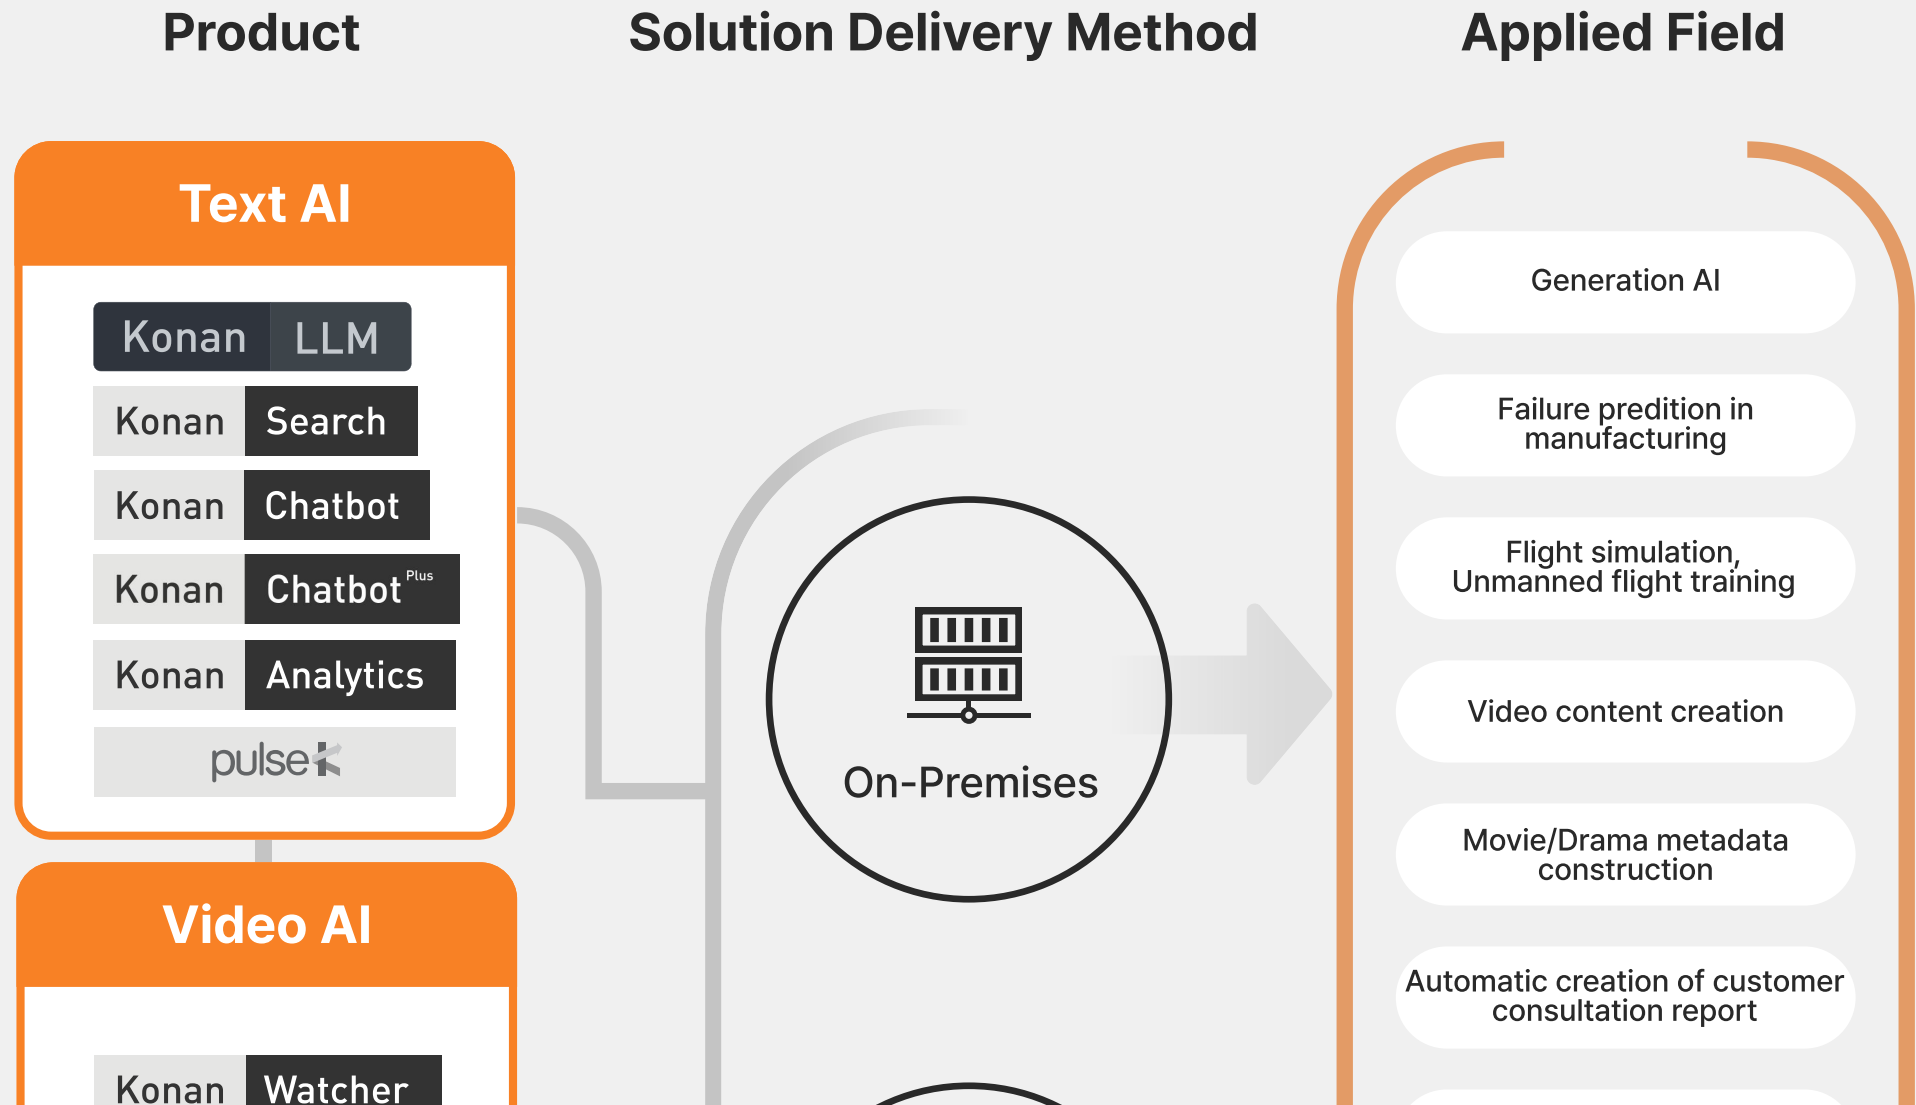 Product
Solution Delivery Method
Applied Field
Text AI
Konan LLM
Konan Search
Konan Chatbot
Konan Chatbot Plus
Konan Analytics
pulse K
Video AI
Konan Watcher
On-Premises
Generation AI
Failure predition in
manufacturing
Flight simulation,
Unmanned flight training
Video content creation
Movie/Drama metadata
construction
Automatic creation of customer
consultation report